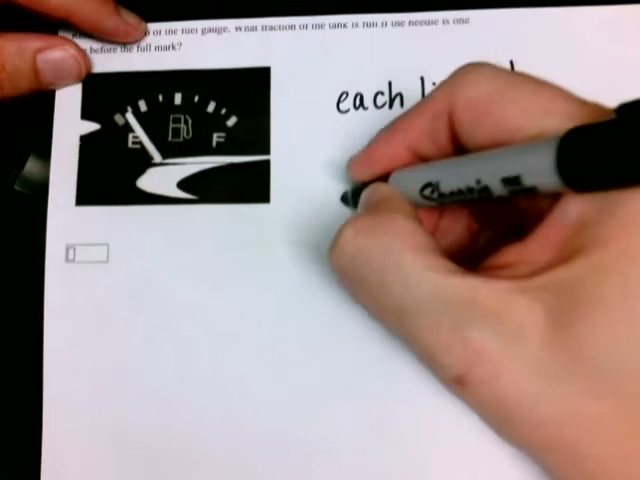 of the fuel gauge. What fraction of the tank is full if the needle is one
before the full mark?
each
E
F
Sharpie